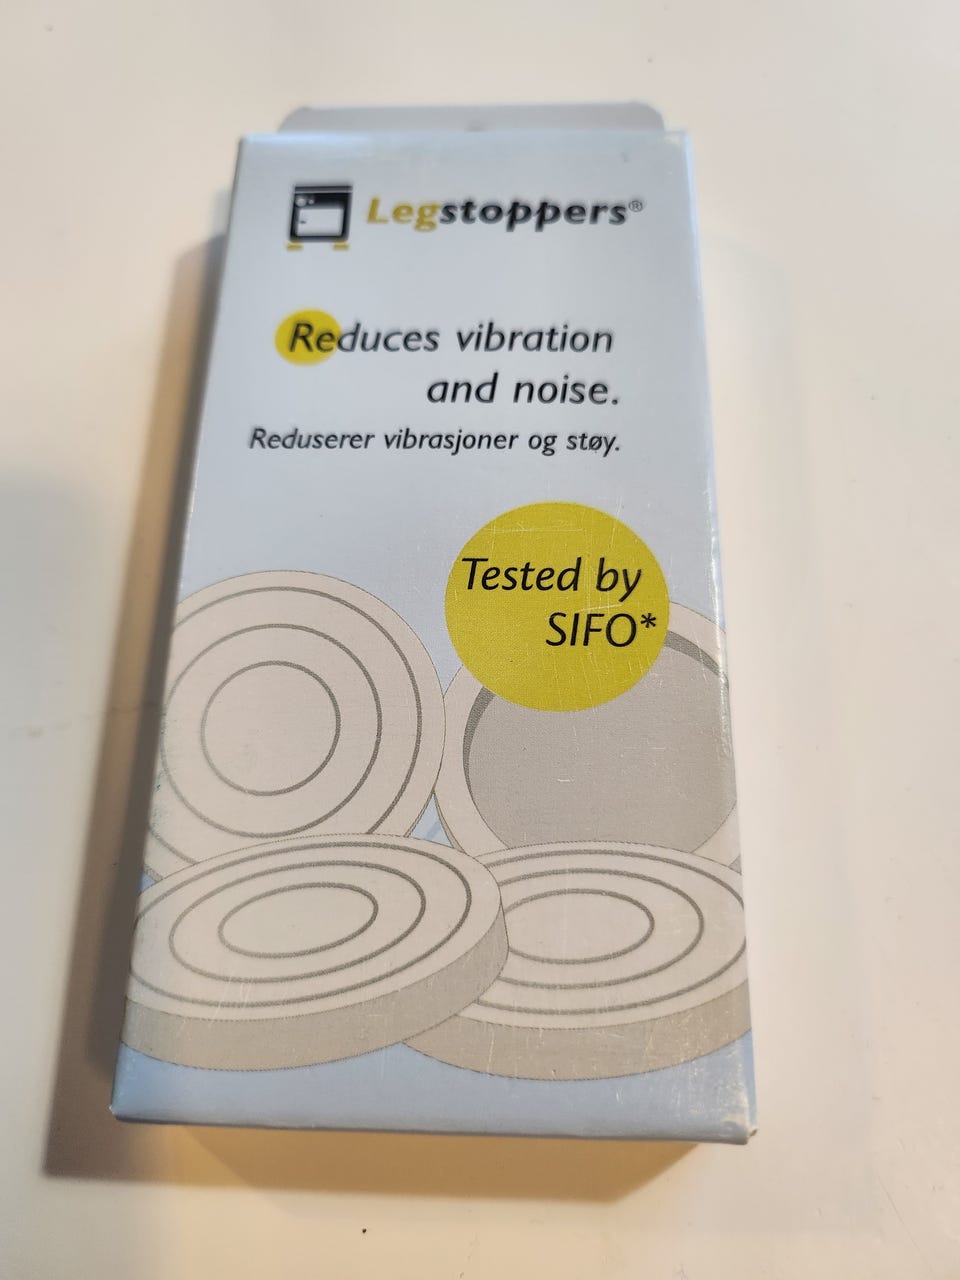 Legstoppers®
Reduces vibration
and noise.
Reduserer vibrasjoner og støy.
Tested by
SIFO*